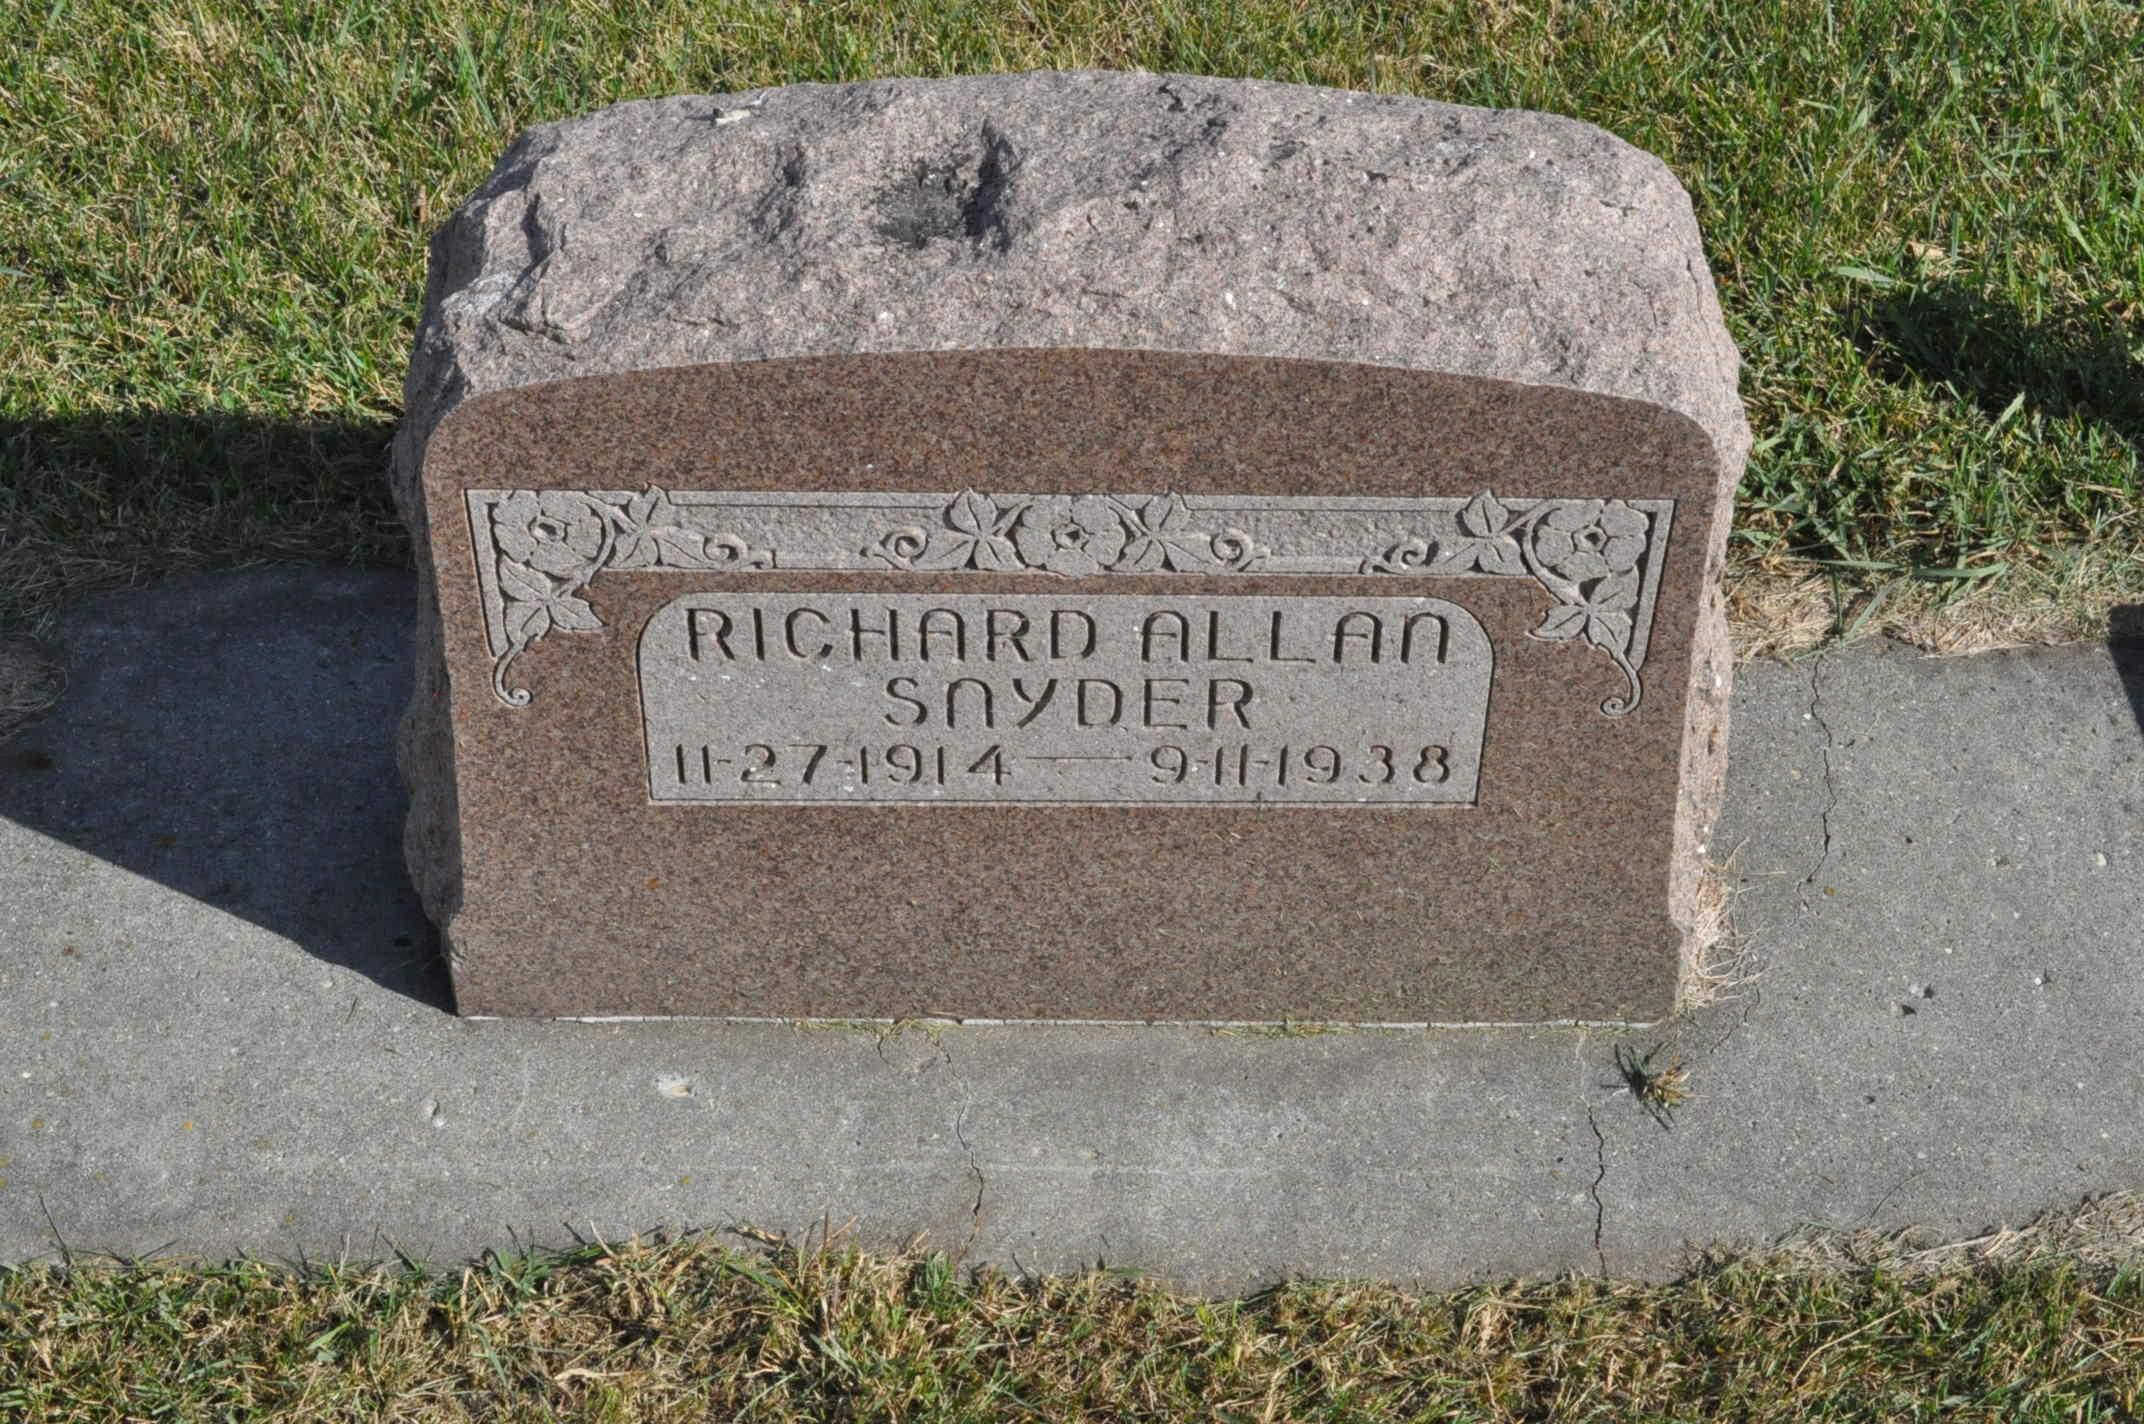 RICHARD ALLAN
SNYDER
11-27-1914 — 9-11-1938